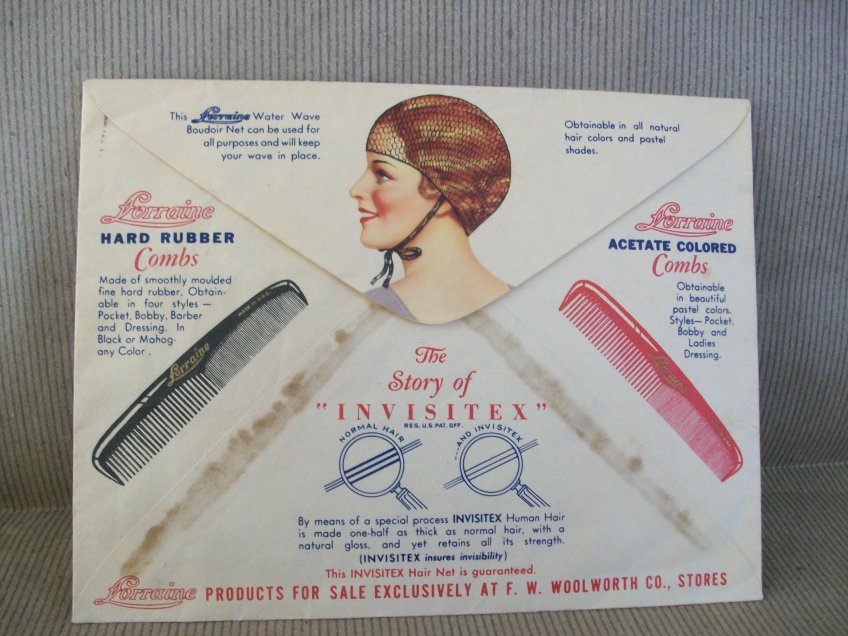 This Lorraine Water Wave
Boudoir Net can be used for
all purposes and will keep
your wave in place.
Obtainable in all natural
hair colors and pastel
shades.
Lorraine
HARD RUBBER
Combs
Made of smoothly moulded
fine hard rubber. Obtain-
able in four styles —
Pocket, Bobby, Barber
and Dressing. In
Black or Mahog-
any Color.
MADE IN U.S.A.
Lorraine
Lorraine
ACETATE COLORED
Combs
Obtainable
in beautiful
pastel colors.
Styles— Pocket,
Bobby and
Ladies
Dressing.
Lorraine
The
Story of
"INVISITEX"
REG. U.S. PAT. OFF.
NORMAL HAIR
...AND INVISITEX
By means of a special process INVISITEX Human Hair
is made one-half as thick as normal hair, with a
natural gloss, and yet retains all its strength.
(INVISITEX insures invisibility)
This INVISITEX Hair Net is guaranteed.
Lorraine PRODUCTS FOR SALE EXCLUSIVELY AT F. W. WOOLWORTH CO., STORES